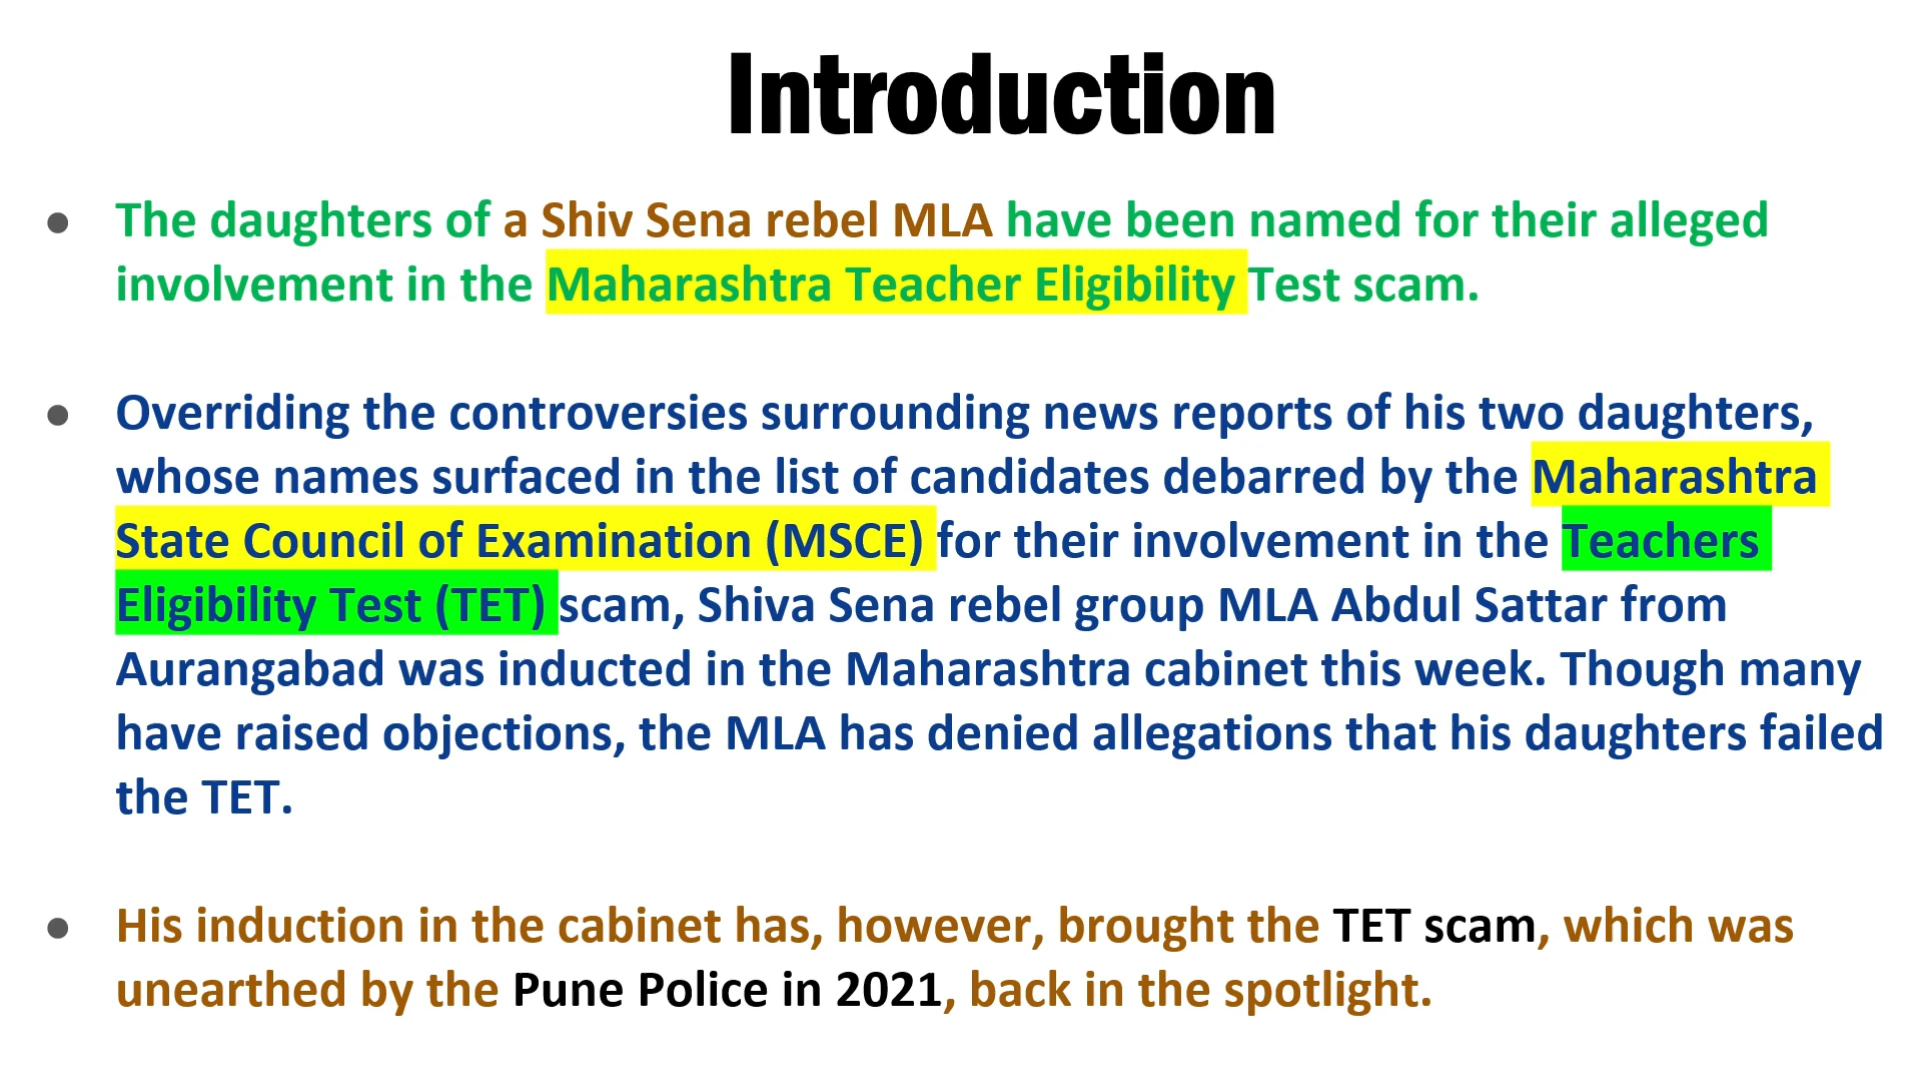 Introduction
● The daughters of a Shiv Sena rebel MLA have been named for their alleged
involvement in the Maharashtra Teacher Eligibility Test scam.
● Overriding the controversies surrounding news reports of his two daughters,
whose names surfaced in the list of candidates debarred by the Maharashtra
State Council of Examination (MSCE) for their involvement in the Teachers
Eligibility Test (TET) scam, Shiva Sena rebel group MLA Abdul Sattar from
Aurangabad was inducted in the Maharashtra cabinet this week. Though many
have raised objections, the MLA has denied allegations that his daughters failed
the TET.
● His induction in the cabinet has, however, brought the TET scam, which was
unearthed by the Pune Police in 2021, back in the spotlight.